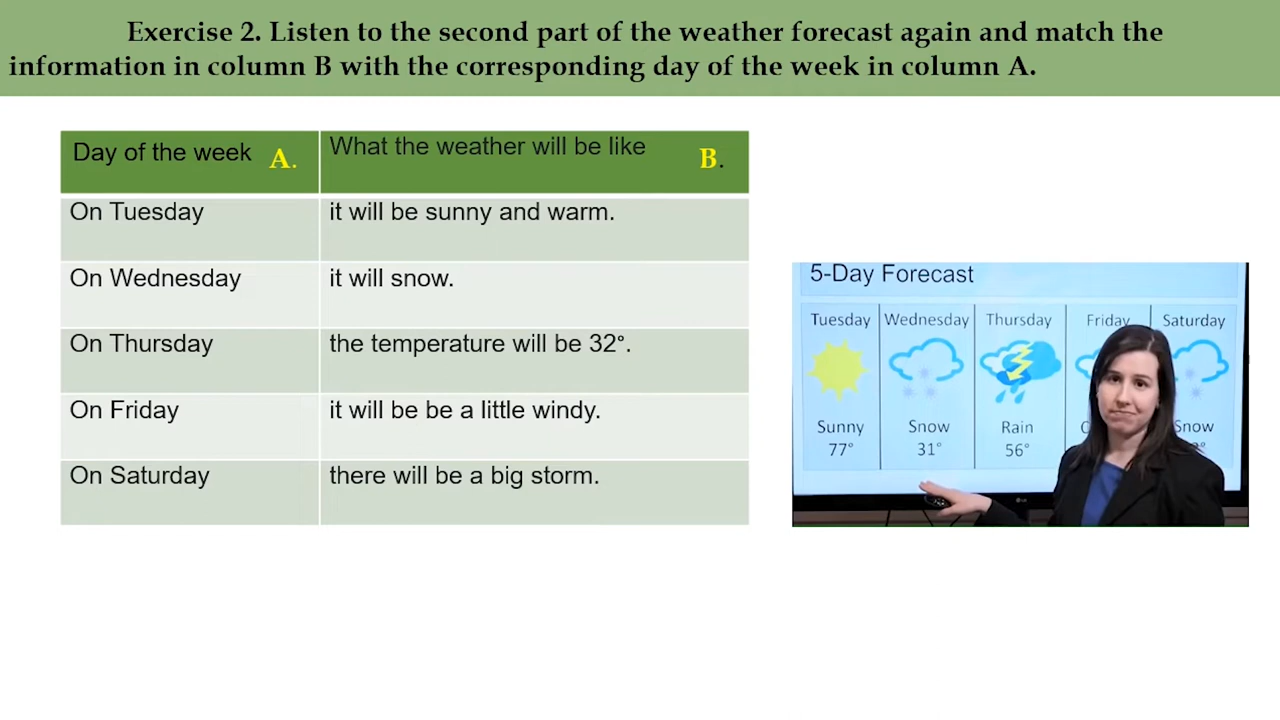 Exercise 2. Listen to the second part of the weather forecast again and match the
information in column B with the corresponding day of the week in column A.
Day of the week A. What the weather will be like B.
On Tuesday it will be sunny and warm.
On Wednesday it will snow.
On Thursday the temperature will be 32°.
On Friday it will be be a little windy.
On Saturday there will be a big storm.
5-Day Forecast
Tuesday Wednesday Thursday Friday Saturday
Sunny Snow Rain Snow
77° 31° 56°
LG